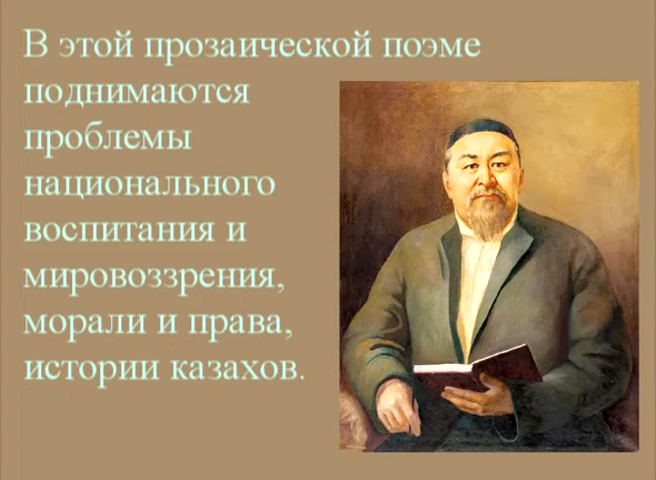 В этой прозаической поэме
поднимаются
проблемы
национального
воспитания и
мировоззрения,
морали и права,
истории казахов.